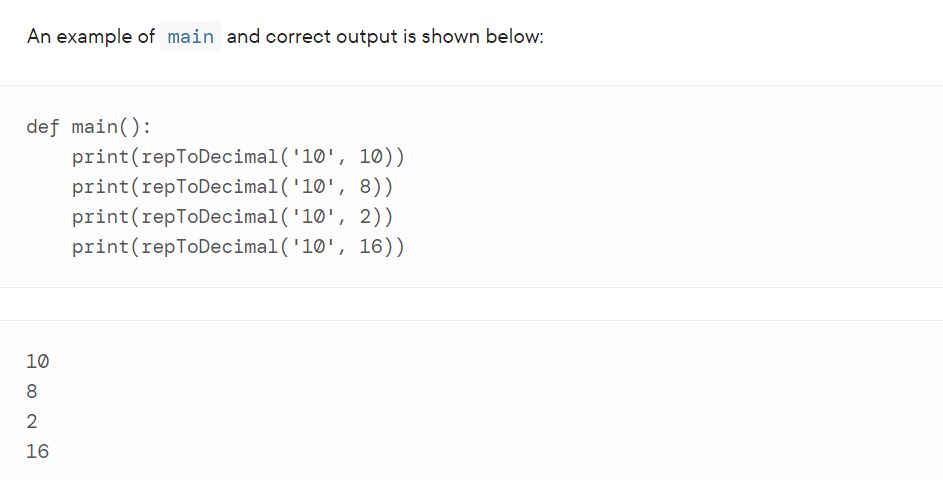 An example of main and correct output is shown below:
def main():
    print(repToDecimal('10', 10))
    print(repToDecimal('10', 8))
    print(repToDecimal('10', 2))
    print(repToDecimal('10', 16))
10
8
2
16